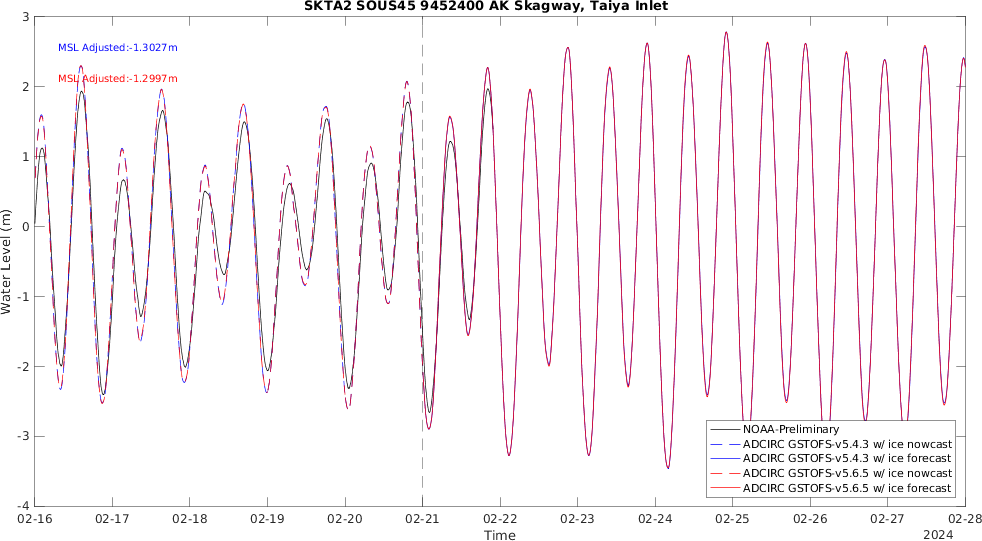 SKTA2 SOUS45 9452400 AK Skagway, Taiya Inlet
3
2
1
0
-1
-2
-3
-4
Water Level (m)
MSL Adjusted:-1.3027m
MSL Adjusted:-1.2997m
NOAA-Preliminary
ADCIRC GSTOFS-v5.4.3 w/ ice nowcast
ADCIRC GSTOFS-v5.4.3 w/ ice forecast
ADCIRC GSTOFS-v5.6.5 w/ ice nowcast
ADCIRC GSTOFS-v5.6.5 w/ ice forecast
02-16 02-17 02-18 02-19 02-20 02-21 02-22 02-23 02-24 02-25 02-26 02-27 02-28
Time
2024